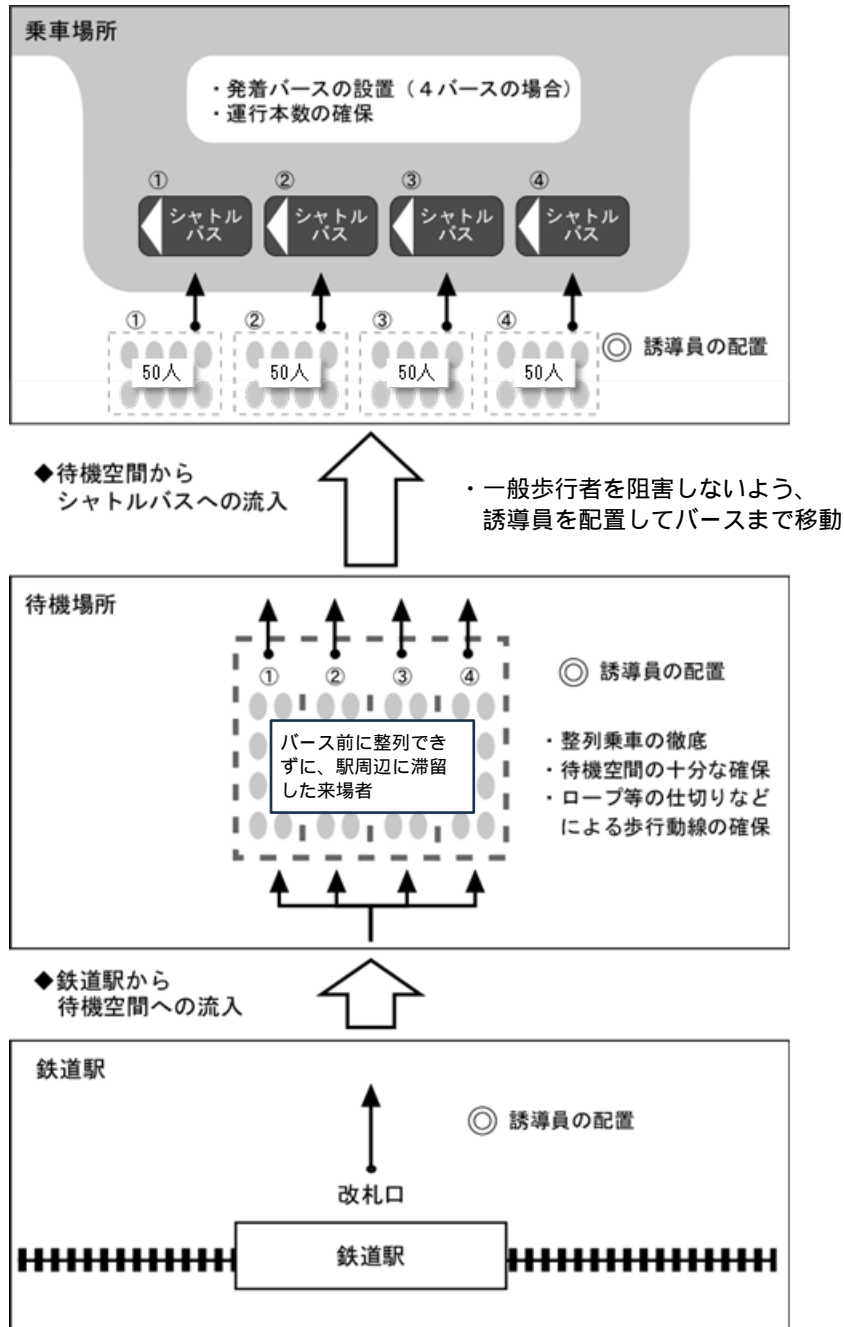 乗車場所
・発着バースの設置（４バースの場合）
・運行本数の確保
① ② ③ ④
シャトル
バス
シャトル
バス
シャトル
バス
シャトル
バス
① ② ③ ④
50人 50人 50人 50人
◎ 誘導員の配置
◆待機空間から
シャトルバスへの流入
・一般歩行者を阻害しないよう、
誘導員を配置してバースまで移動
待機場所
① ② ③ ④
バース前に整列でき
ずに、駅周辺に滞留
した来場者
◎ 誘導員の配置
・整列乗車の徹底
・待機空間の十分な確保
・ロープ等の仕切りなど
による歩行動線の確保
◆鉄道駅から
待機空間への流入
鉄道駅
◎ 誘導員の配置
改札口
鉄道駅